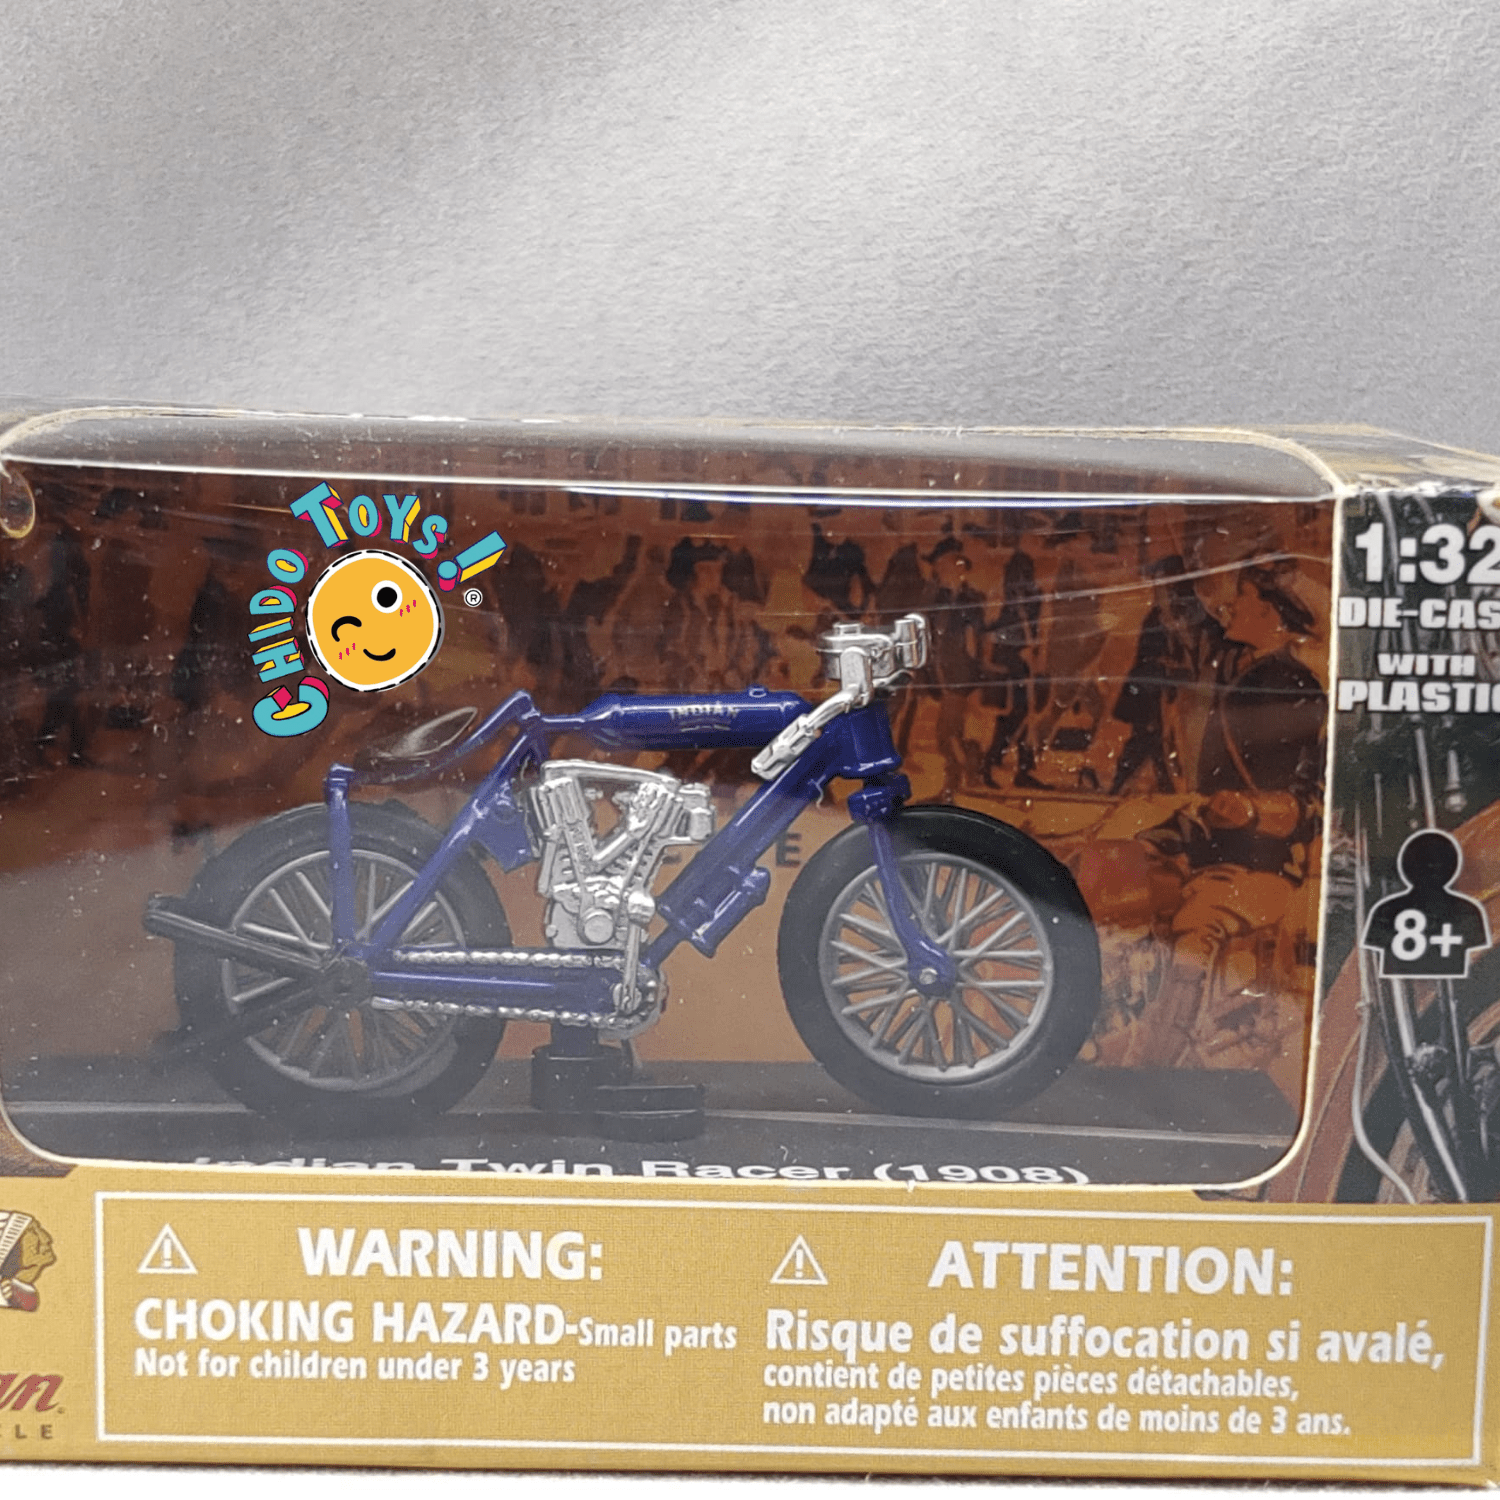 CHIDO TOYS!
®
1:32
DIE-CAS
WITH
PLASTIC
INDIAN
8+
Indian Twin Racer (1908)
WARNING:
CHOKING HAZARD-Small parts
Not for children under 3 years
ATTENTION:
Risque de suffocation si avalé,
contient de petites pièces détachables,
non adapté aux enfants de moins de 3 ans.
an.
CLE